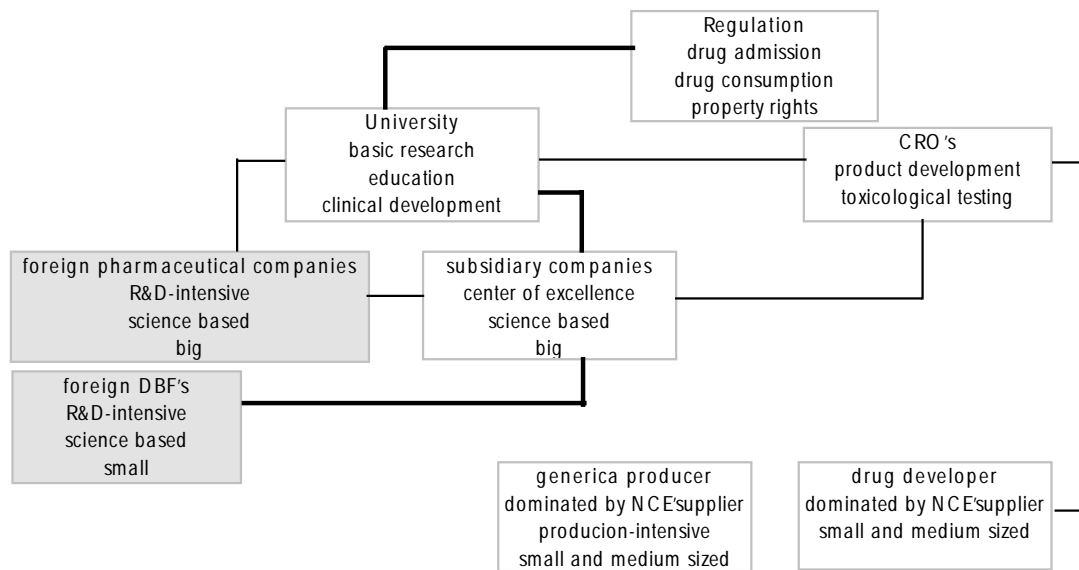 Regulation
drug admission
drug consumption
property rights
University
basic research
education
clinical development
CRO's
product development
toxicological testing
foreign pharmaceutical companies
R&D-intensive
science based
big
subsidiary companies
center of excellence
science based
big
foreign DBF's
R&D-intensive
science based
small
generica producer
dominated by NCE'supplier
producion-intensive
small and medium sized
drug developer
dominated by NCE'supplier
small and medium sized